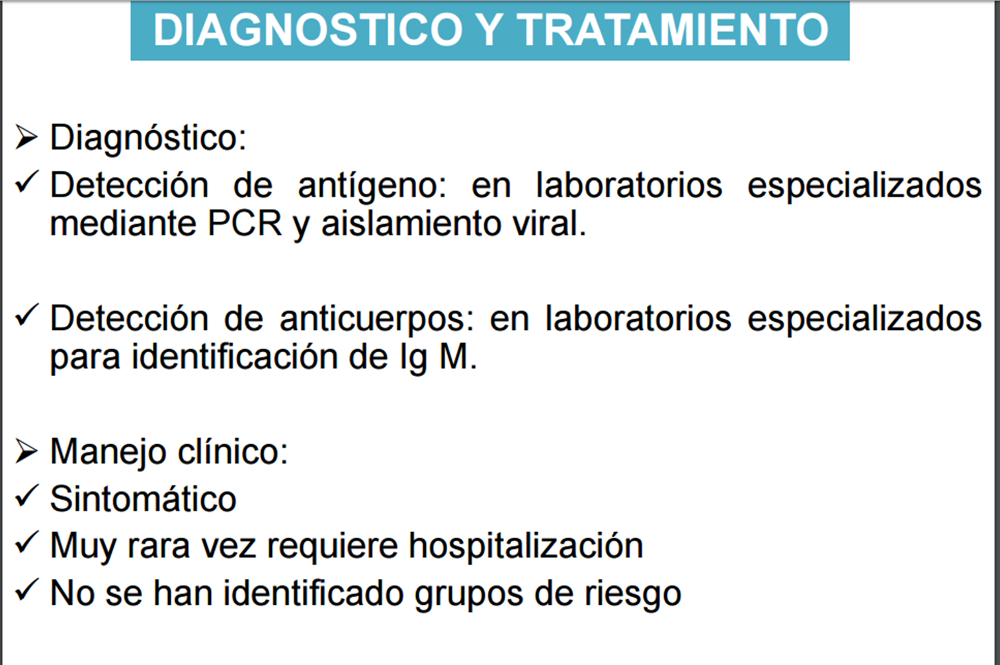 DIAGNOSTICO Y TRATAMIENTO
➢ Diagnóstico:
✓ Detección de antígeno: en laboratorios especializados
mediante PCR y aislamiento viral.
✓ Detección de anticuerpos: en laboratorios especializados
para identificación de Ig M.
➢ Manejo clínico:
✓ Sintomático
✓ Muy rara vez requiere hospitalización
✓ No se han identificado grupos de riesgo